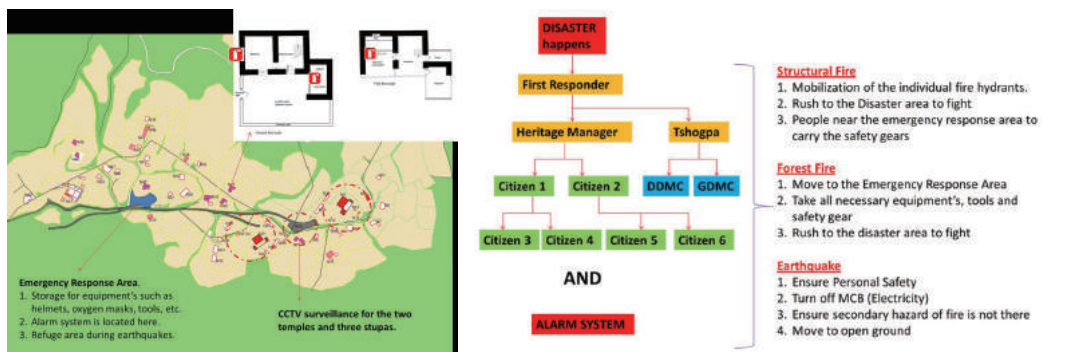 Emergency Response Area.
1. Storage for equipment's such as
helmets, oxygen masks, tools, etc.
2. Alarm system is located here.
3. Refuge area during earthquakes.
CCTV surveillance for the two
temples and three stupas.
DISASTER
happens
First Responder
Heritage Manager
Tshogpa
Citizen 1
Citizen 2
DDMC
GDMC
Citizen 3
Citizen 4
Citizen 5
Citizen 6
AND
ALARM SYSTEM
Structural Fire
1. Mobilization of the individual fire hydrants.
2. Rush to the Disaster area to fight
3. People near the emergency response area to
carry the safety gears
Forest Fire
1. Move to the Emergency Response Area
2. Take all necessary equipment's, tools and
safety gear
3. Rush to the disaster area to fight
Earthquake
1. Ensure Personal Safety
2. Turn off MCB (Electricity)
3. Ensure secondary hazard of fire is not there
4. Move to open ground